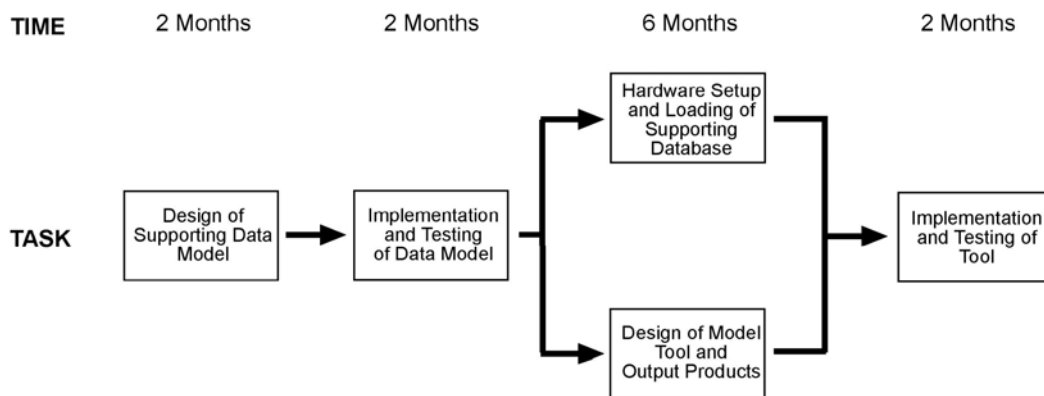 TIME
2 Months
2 Months
6 Months
2 Months
Hardware Setup
and Loading of
Supporting
Database
TASK
Design of
Supporting Data
Model
Implementation
and Testing
of Data Model
Implementation
and Testing of
Tool
Design of Model
Tool and
Output Products